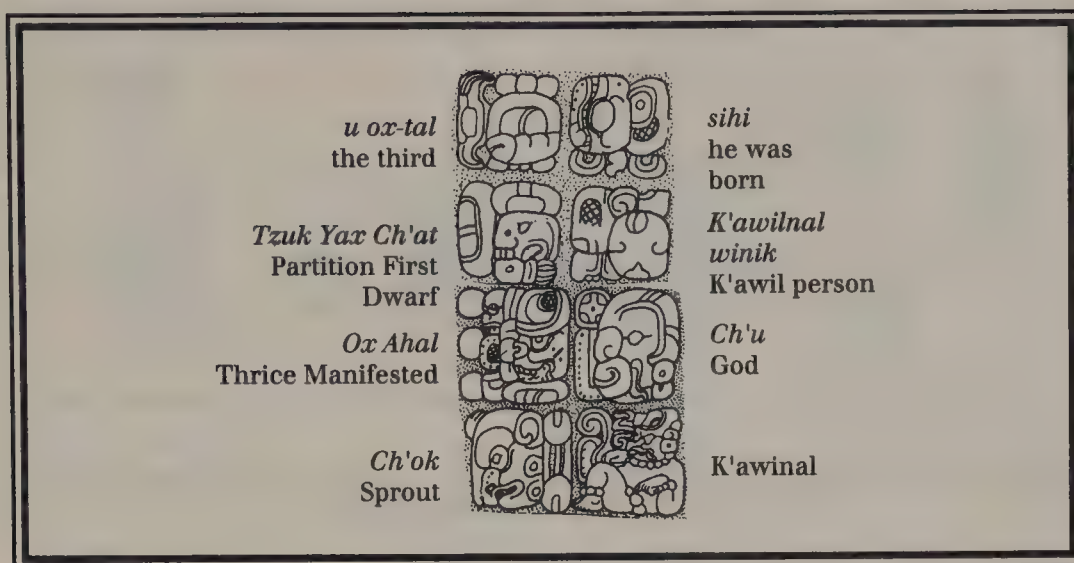 u ox-tal
the third
sihi
he was
born
Tzuk Yax Ch'at
Partition First
Dwarf
K'awilnal
winik
K'awil person
Ox Ahal
Thrice Manifested
Ch'u
God
Ch'ok
Sprout
K'awinal